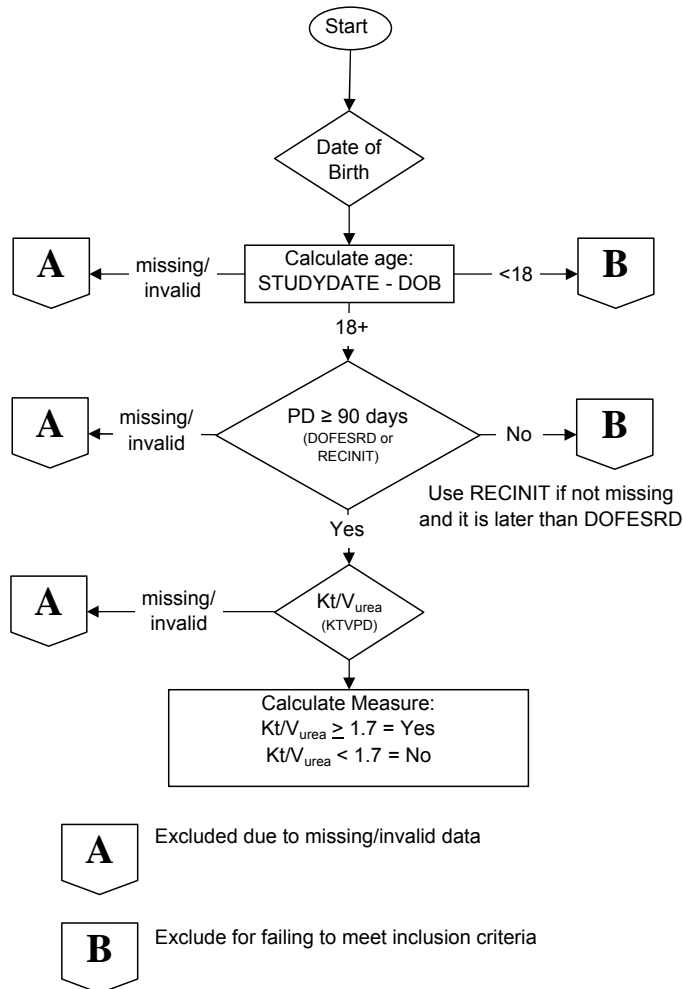 Start
Date of
Birth
A
missing/
invalid
Calculate age:
STUDYDATE - DOB
<18
B
18+
A
missing/
invalid
PD ≥ 90 days
(DOFESRD or
RECINIT)
No
B
Use RECINIT if not missing
and it is later than DOFESRD
Yes
A
missing/
invalid
Kt/Vurea
(KTVPD)
Calculate Measure:
Kt/Vurea ≥ 1.7 = Yes
Kt/Vurea < 1.7 = No
A
Excluded due to missing/invalid data
B
Exclude for failing to meet inclusion criteria